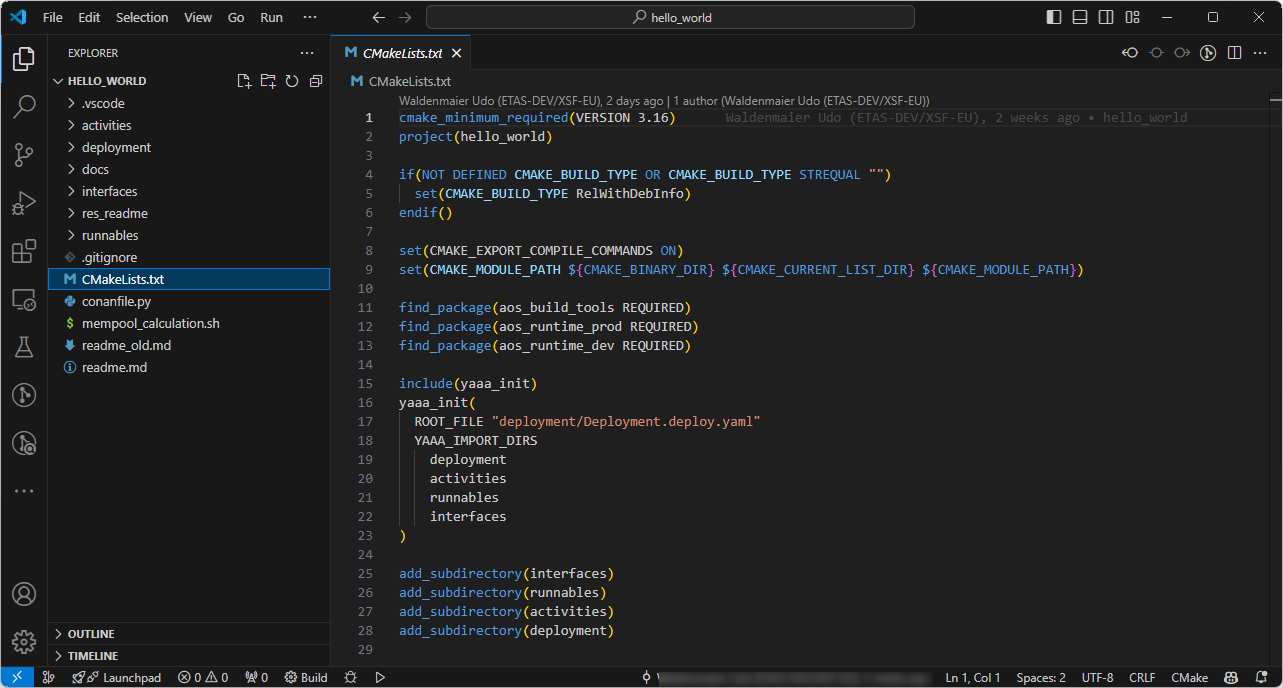 File Edit Selection View Go Run ··· hello_world
EXPLORER ···
HELLO_WORLD
.vscode
activities
deployment
docs
interfaces
res_readme
runnables
.gitignore
CMakeLists.txt
conanfile.py
$ mempool_calculation.sh
readme_old.md
readme.md
OUTLINE
TIMELINE
CMakeLists.txt
CMakeLists.txt
Waldenmaier Udo (ETAS-DEV/XSF-EU), 2 days ago | 1 author (Waldenmaier Udo (ETAS-DEV/XSF-EU))
1 cmake_minimum_required(VERSION 3.16) Waldenmaier Udo (ETAS-DEV/XSF-EU), 2 weeks ago • hello_world
2 project(hello_world)
3
4 if(NOT DEFINED CMAKE_BUILD_TYPE OR CMAKE_BUILD_TYPE STREQUAL "")
5 set(CMAKE_BUILD_TYPE RelWithDebInfo)
6 endif()
7
8 set(CMAKE_EXPORT_COMPILE_COMMANDS ON)
9 set(CMAKE_MODULE_PATH ${CMAKE_BINARY_DIR} ${CMAKE_CURRENT_LIST_DIR} ${CMAKE_MODULE_PATH})
10
11 find_package(aos_build_tools REQUIRED)
12 find_package(aos_runtime_prod REQUIRED)
13 find_package(aos_runtime_dev REQUIRED)
14
15 include(yaaa_init)
16 yaaa_init(
17 ROOT_FILE "deployment/Deployment.deploy.yaml"
18 YAAA_IMPORT_DIRS
19 deployment
20 activities
21 runnables
22 interfaces
23 )
24
25 add_subdirectory(interfaces)
26 add_subdirectory(runnables)
27 add_subdirectory(activities)
28 add_subdirectory(deployment)
29
Launchpad 0 0 0 Build Ln 1, Col 1 Spaces: 2 UTF-8 CRLF CMake